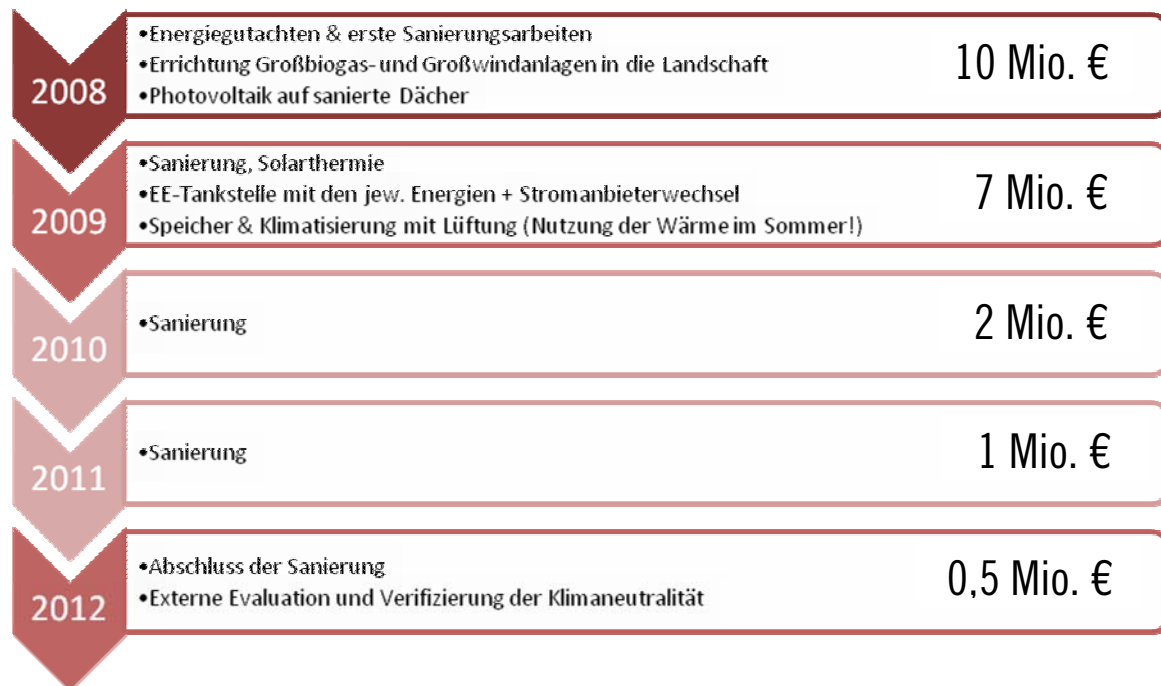 2008
•Energiegutachten & erste Sanierungsarbeiten
•Errichtung Großbiogas- und Großwindanlagen in die Landschaft
•Photovoltaik auf sanierte Dächer
10 Mio. €
2009
•Sanierung, Solarthermie
•EE-Tankstelle mit den jew. Energien + Stromanbieterwechsel
•Speicher & Klimatisierung mit Lüftung (Nutzung der Wärme im Sommer!)
7 Mio. €
2010
•Sanierung
2 Mio. €
2011
•Sanierung
1 Mio. €
2012
•Abschluss der Sanierung
•Externe Evaluation und Verifizierung der Klimaneutralität
0,5 Mio. €